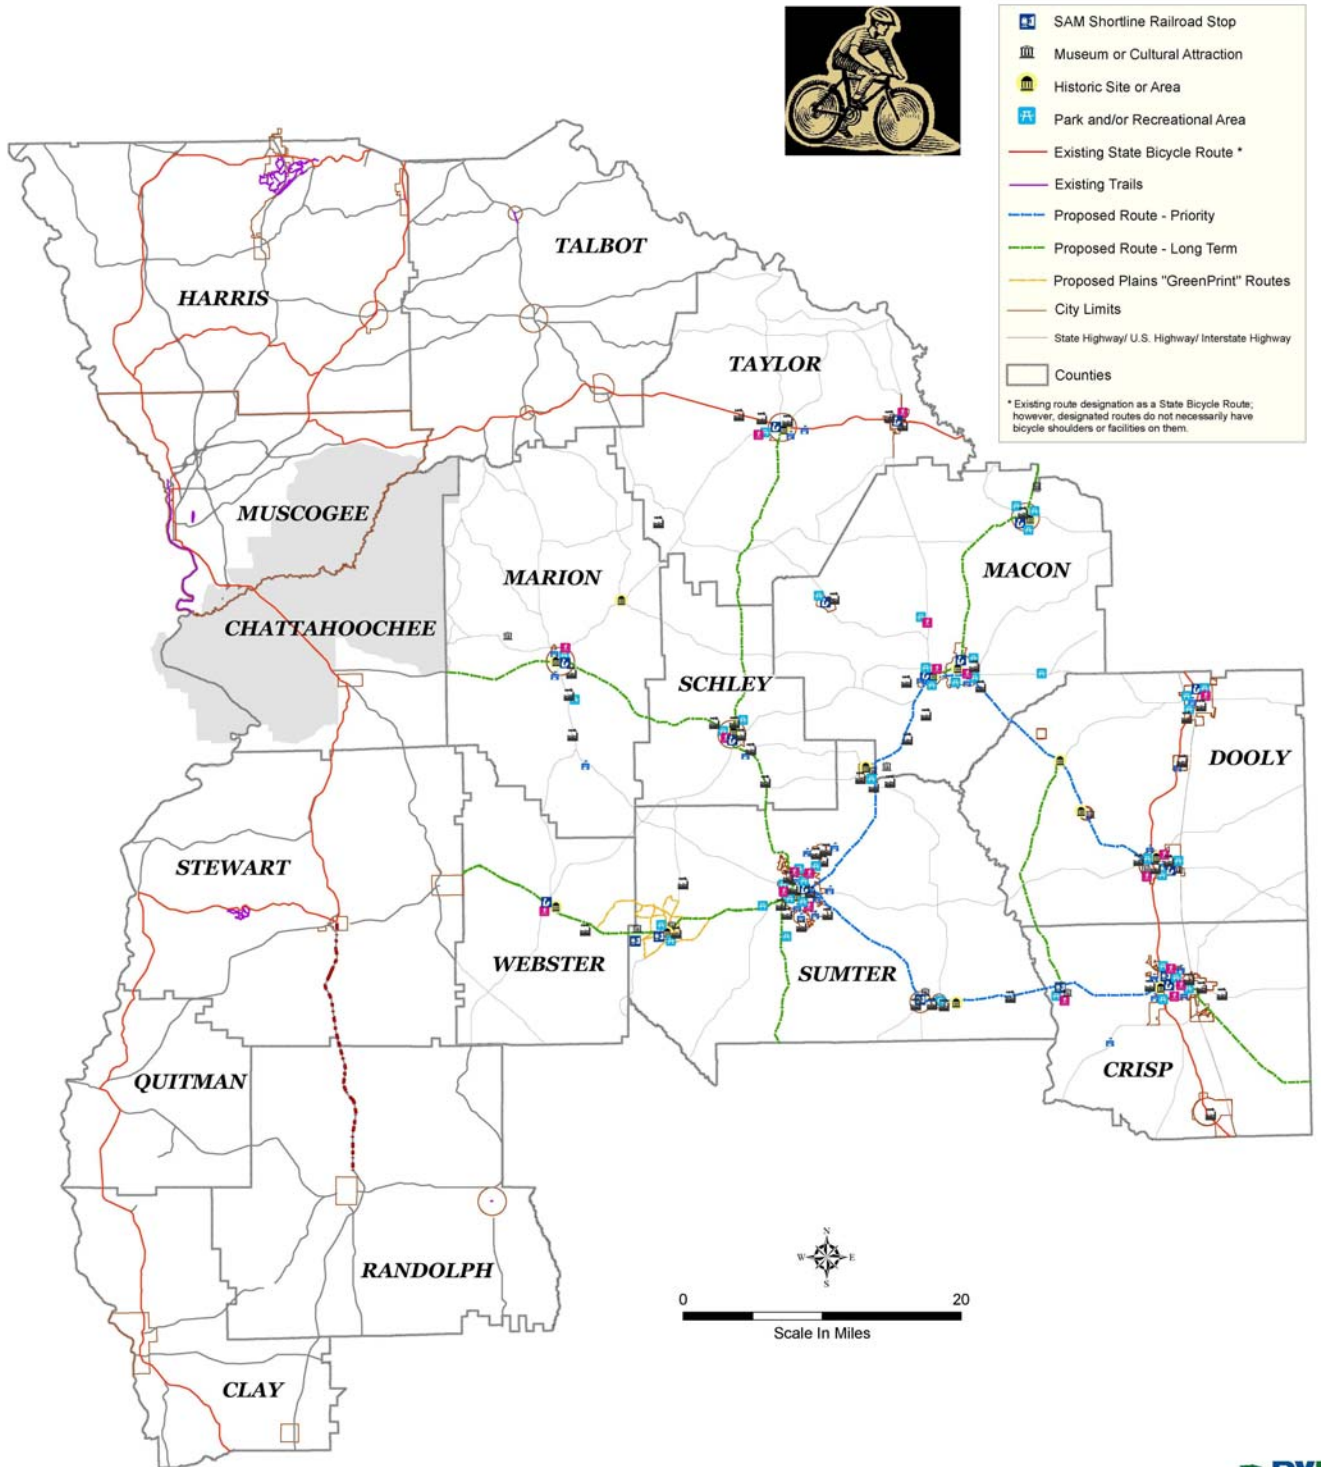 SAM Shortline Railroad Stop
Museum or Cultural Attraction
Historic Site or Area
Park and/or Recreational Area
Existing State Bicycle Route *
Existing Trails
Proposed Route - Priority
Proposed Route - Long Term
Proposed Plains "GreenPrint" Routes
City Limits
State Highway/ U.S. Highway/ Interstate Highway
Counties
* Existing route designation as a State Bicycle Route;
however, designated routes do not necessarily have
bicycle shoulders or facilities on them.
TALBOT
HARRIS
TAYLOR
MUSCOGEE
MARION
MACON
CHATTAHOOCHEE
SCHLEY
DOOLY
STEWART
WEBSTER
SUMTER
CRISP
QUITMAN
RANDOLPH
CLAY
N
W
E
S
0
20
Scale In Miles